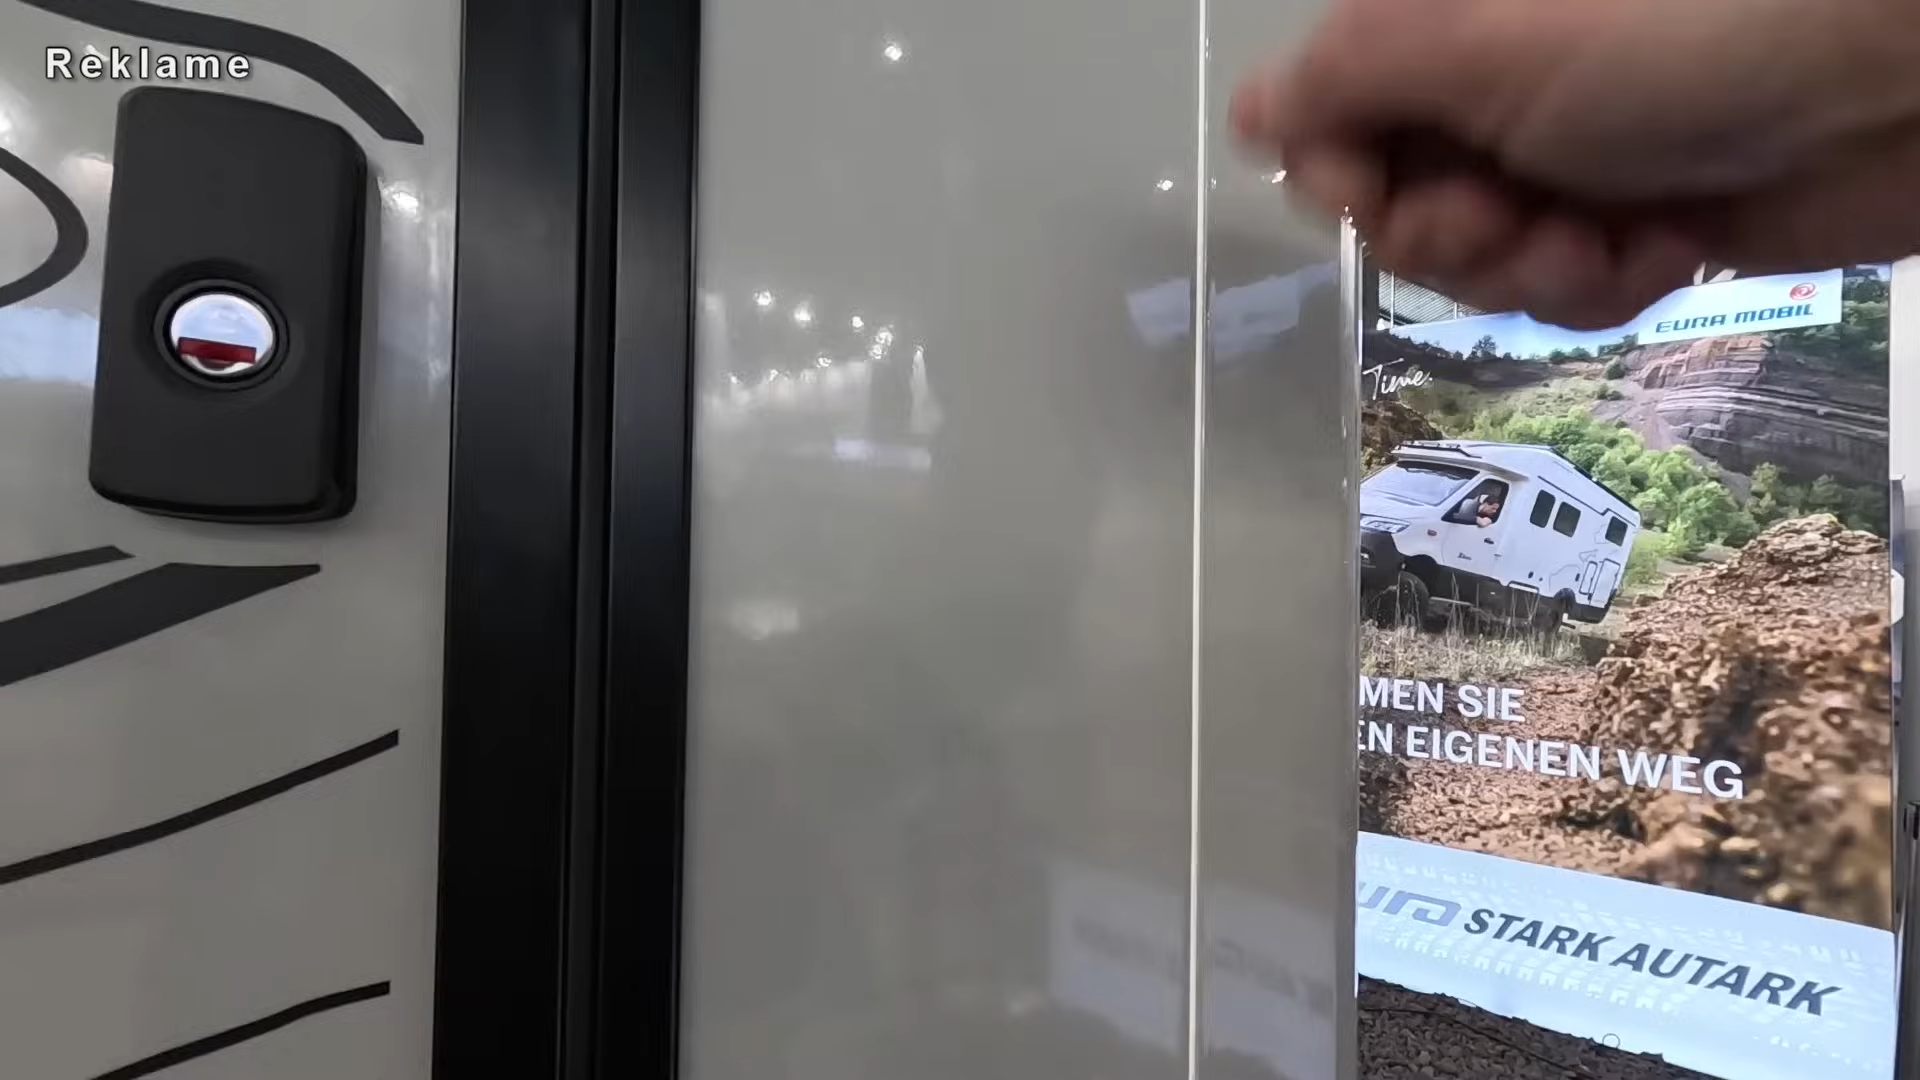 Reklame
EURA MOBIL
Time.
MEN SIE
EN EIGENEN WEG
STARK AUTARK